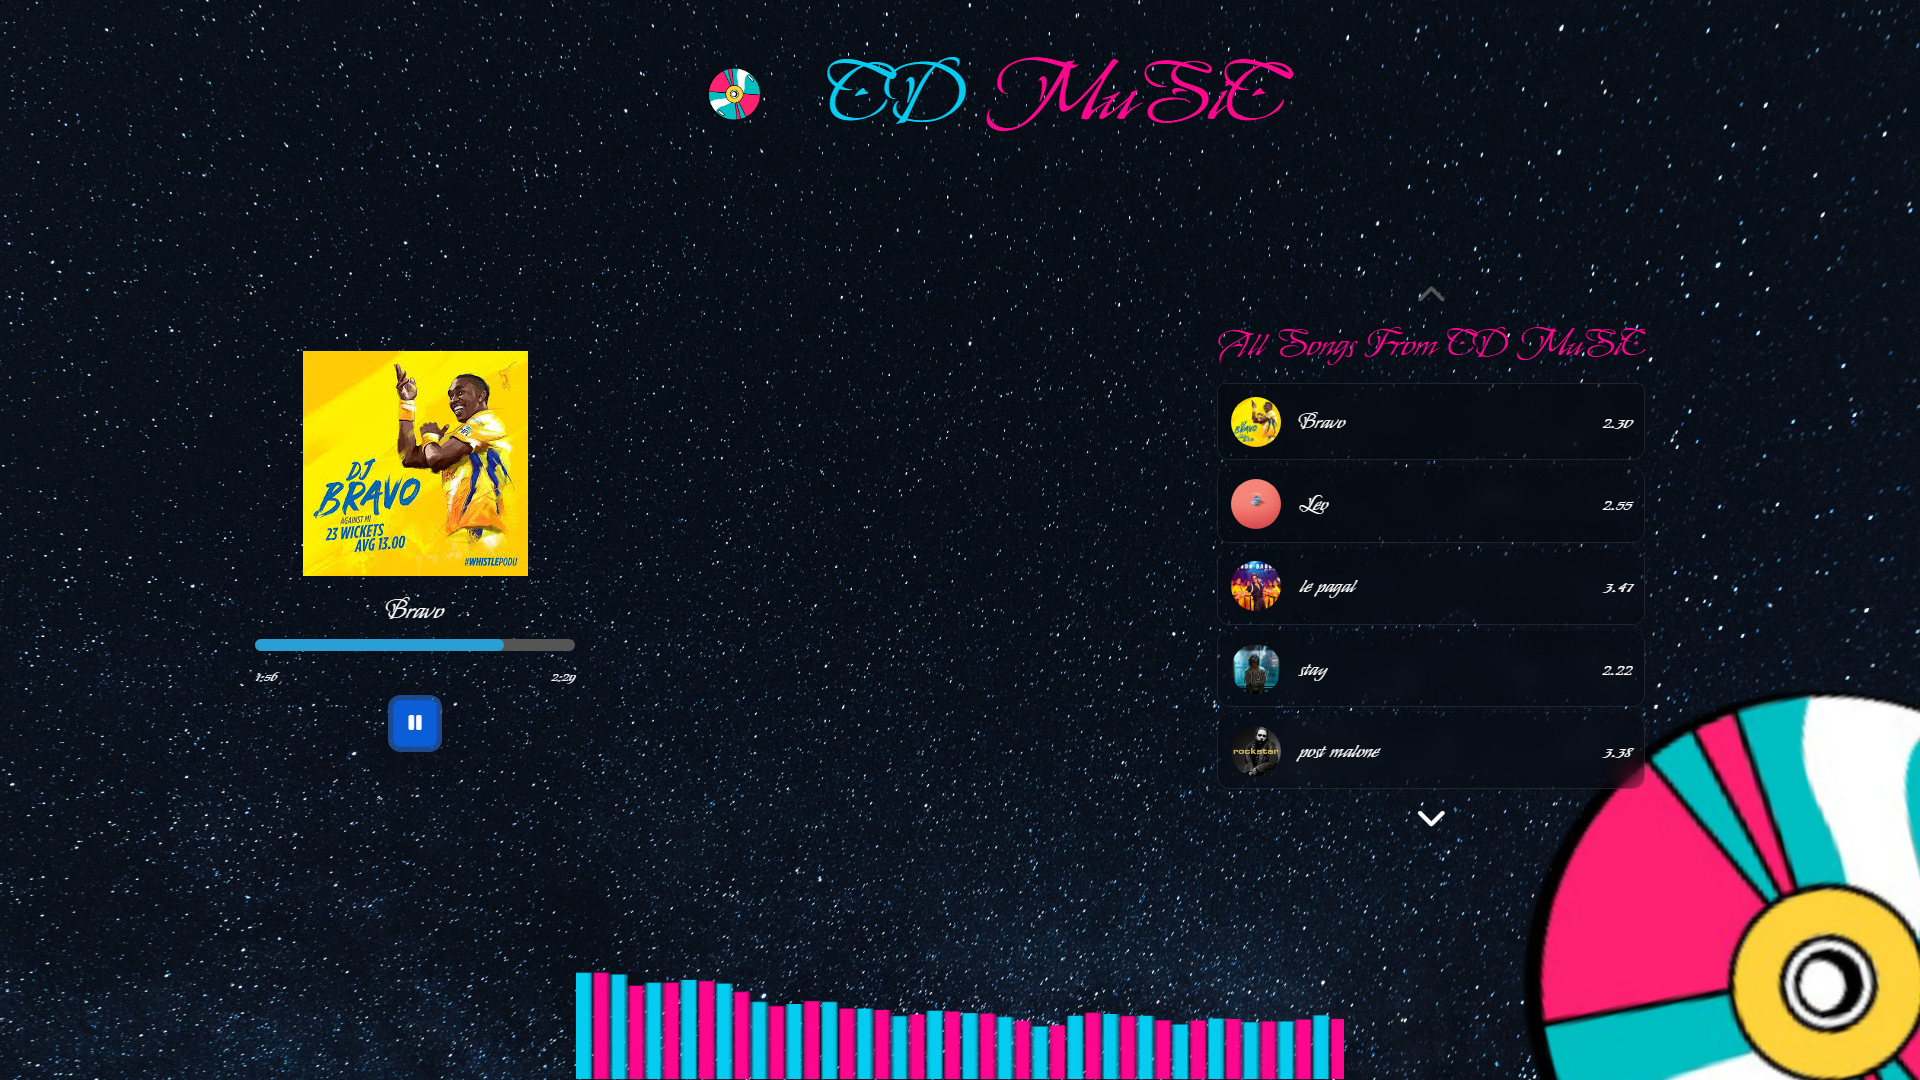 CD MuSiC
DJ
BRAVO
AGAINST MI
23 WICKETS
AVG 13.00
#WHISTLEPODU
Bravo
1:56
2:29
All Songs From CD MuSiC
Bravo 2.30
Leo 2.55
le pagal 3.47
stay 2.22
rockstar
post malone 3.38